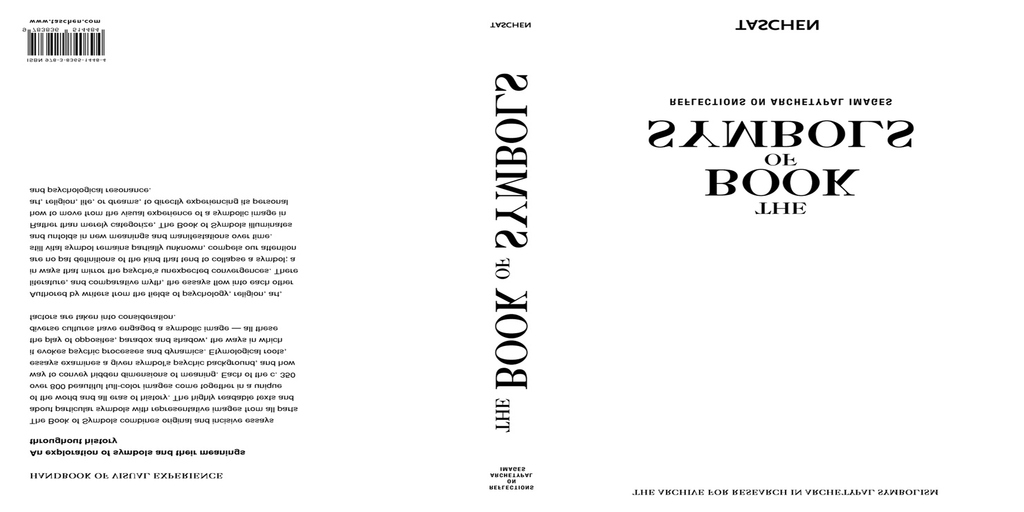 HANDBOOK OF VISUAL EXPERIENCE
An exploration of symbols and their meanings
throughout history
The Book of Symbols combines original and incisive essays
about particular symbols with representative images from all parts
of the world and all eras of history. The highly readable texts and
over 800 beautiful full-color images come together in a unique
way to convey hidden dimensions of meaning. Each of the c. 350
essays examines a given symbol's psychic background, and how
it evokes psychic processes and dynamics. Etymological roots,
the play of opposites, paradox and shadow, the ways in which
diverse cultures have engaged a symbolic image — all these
factors are taken into consideration.
Authored by writers from the fields of psychology, religion, art,
literature, and comparative myth, the essays flow into each other
in ways that mirror the psyche's unexpected convergences. There
are no pat definitions of the kind that tend to collapse a symbol; a
still vital symbol remains partially unknown, compels our attention
and unfolds in new meanings and manifestations over time.
Rather than merely categorize, The Book of Symbols illuminates
how to move from the visual experience of a symbolic image in
art, religion, life, or dreams, to directly experiencing its personal
and psychological resonance.
ISBN 978-3-8365-1448-4
9 783836 514484
www.taschen.com
REFLECTIONS
ON
ARCHETYPAL
IMAGES
THE BOOK OF SYMBOLS
TASCHEN
THE ARCHIVE FOR RESEARCH IN ARCHETYPAL SYMBOLISM
THE
BOOK
OF
SYMBOLS
REFLECTIONS ON ARCHETYPAL IMAGES
TASCHEN